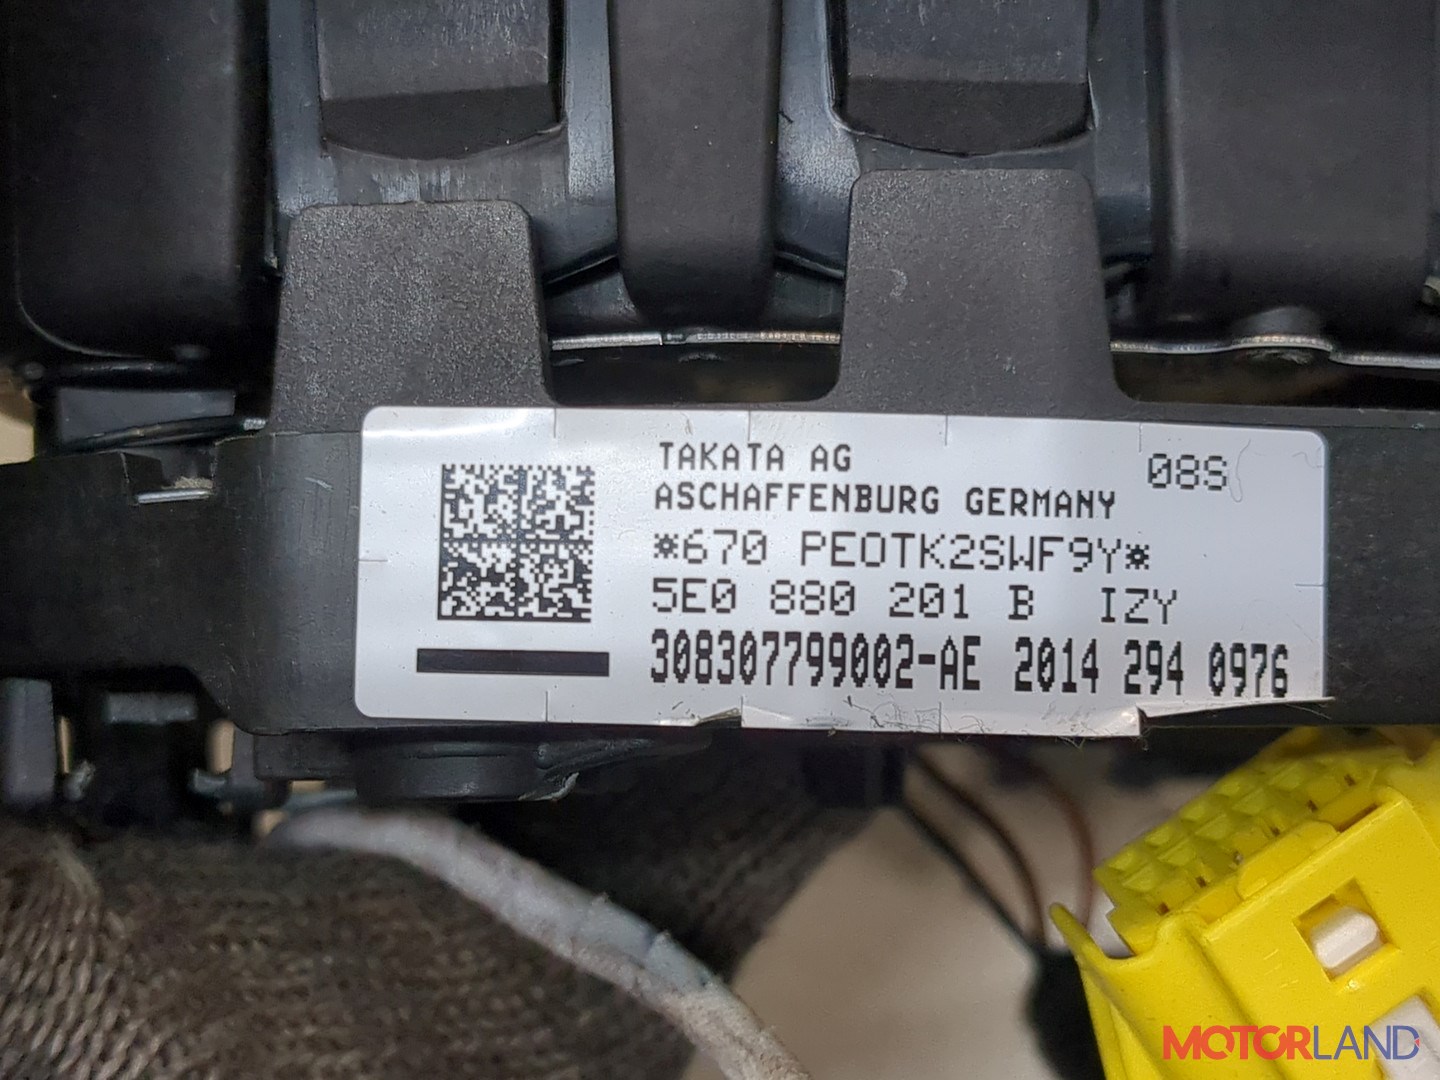 TAKATA AG
08S
ASCHAFFENBURG GERMANY
*670 PEOTK2SWF9Y*
5E0 880 201 B IZY
308307799002-AE 2014 294 0976
MOTORLAND